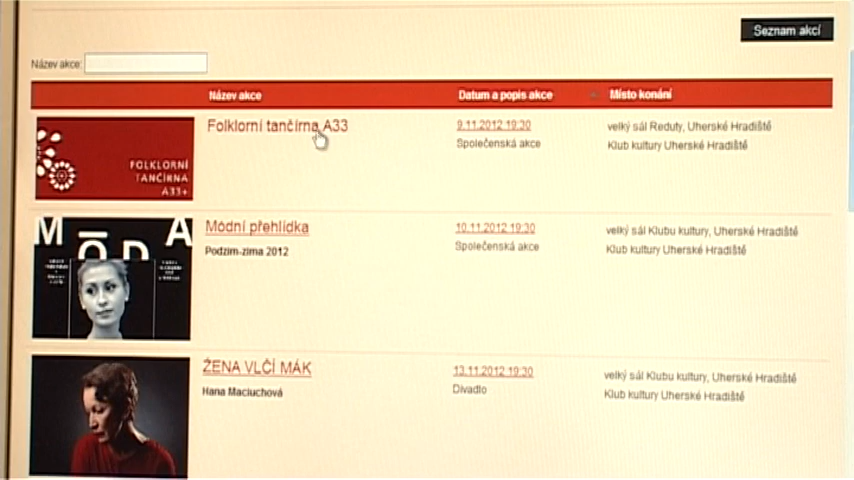 Seznam akcí
Název akce:
Název akce Datum a popis akce Místo konání
Folklorní tančírna A33 9.11.2012 19:30 velký sál Reduty, Uherské Hradiště
Společenská akce Klub kultury Uherské Hradiště
FOLKLORNÍ
TANČÍRNA
A33+
Módní přehlídka 10.11.2012 19:30 velký sál Klubu kultury, Uherské Hradiště
Podzim-zima 2012 Společenská akce Klub kultury Uherské Hradiště
MÓDA
ŽENA VLČÍ MÁK 13.11.2012 19:30 velký sál Klubu kultury, Uherské Hradiště
Hana Maciuchová Divadlo Klub kultury Uherské Hradiště